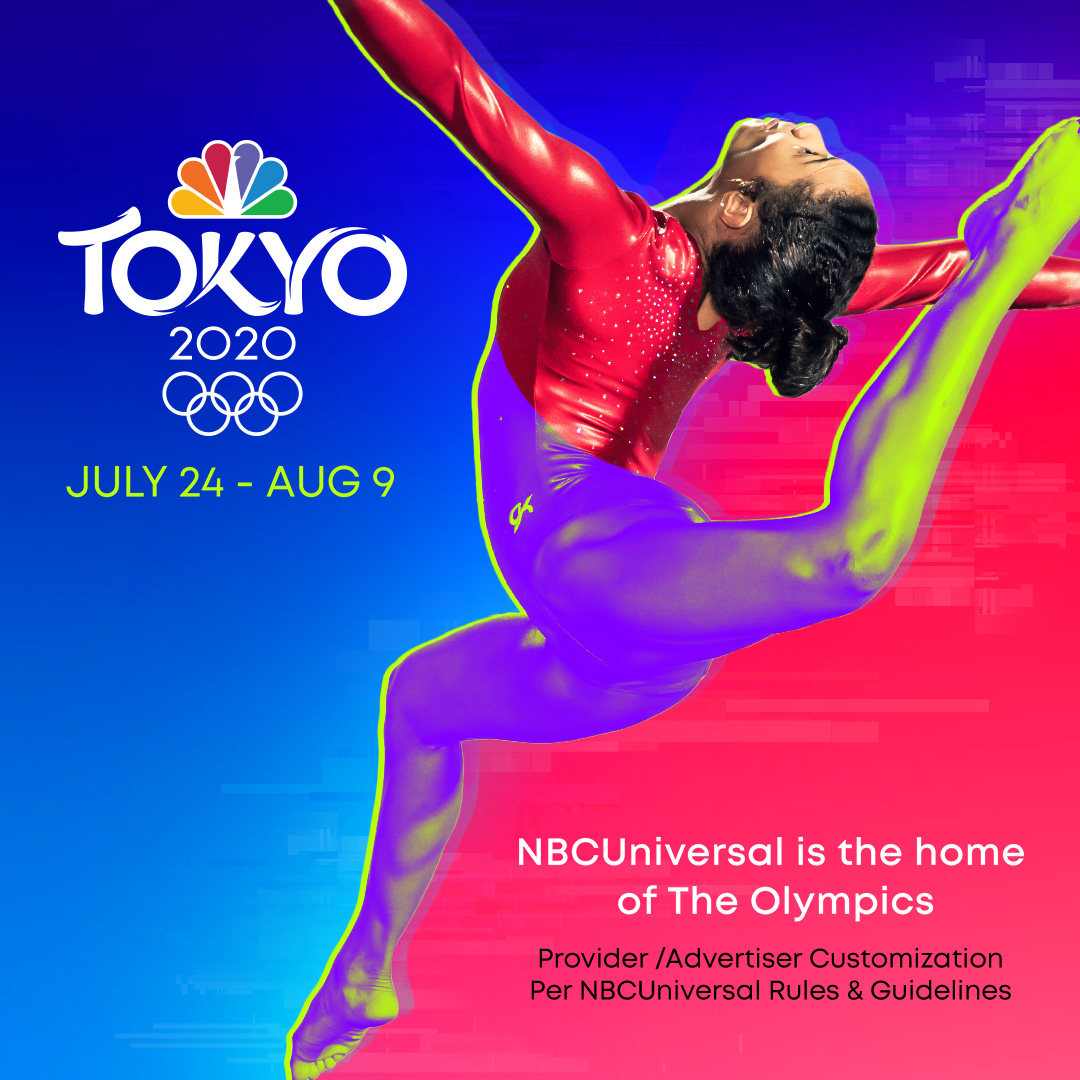 TOKYO
2020
JULY 24 - AUG 9
GK
NBCUniversal is the home
of The Olympics
Provider /Advertiser Customization
Per NBCUniversal Rules & Guidelines